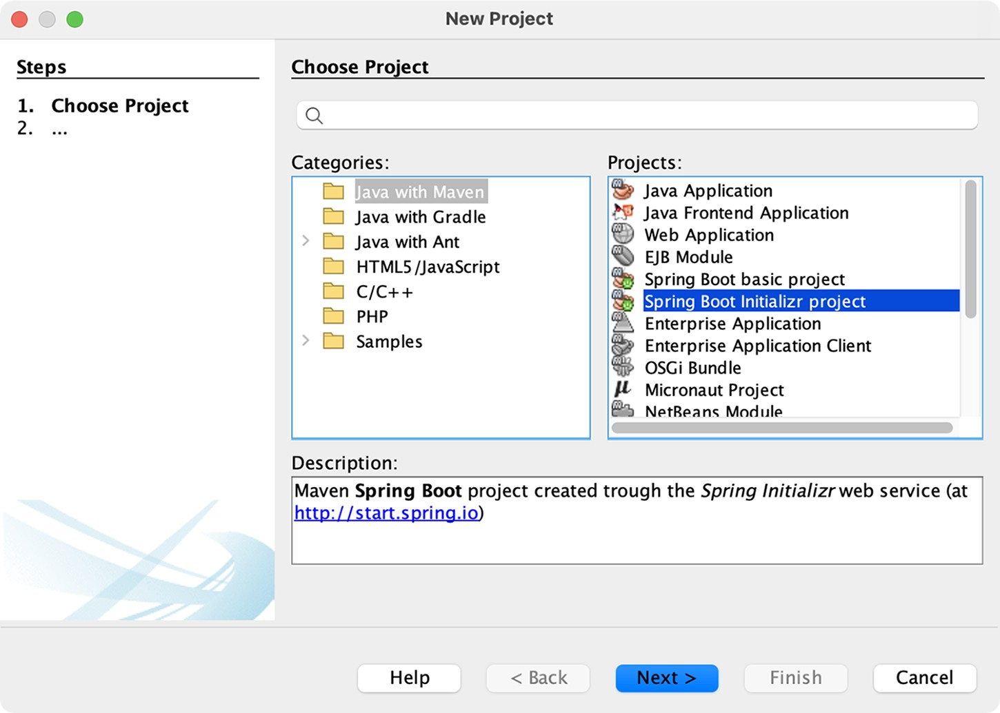 New Project
Steps
1. Choose Project
2. ...
Choose Project
Categories:
Java with Maven
Java with Gradle
Java with Ant
HTML5/JavaScript
C/C++
PHP
Samples
Projects:
Java Application
Java Frontend Application
Web Application
EJB Module
Spring Boot basic project
Spring Boot Initializr project
Enterprise Application
Enterprise Application Client
OSGi Bundle
Micronaut Project
NetBeans Module
Description:
Maven Spring Boot project created trough the Spring Initializr web service (at
http://start.spring.io)
Help
< Back
Next >
Finish
Cancel